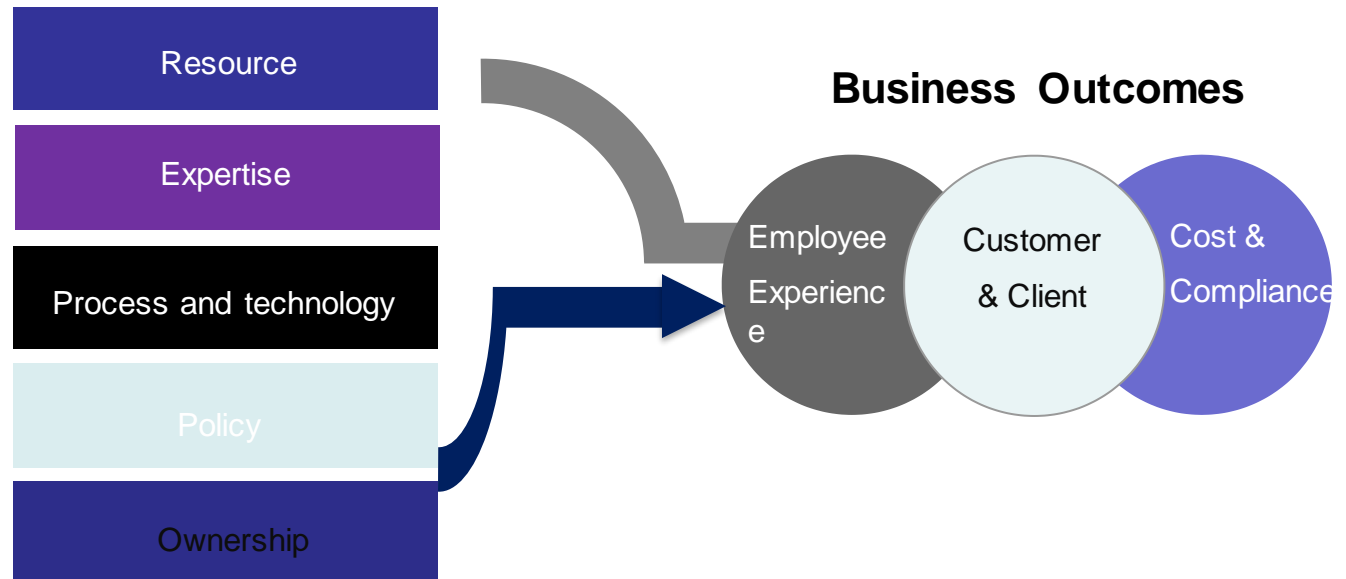 Resource
Expertise
Process and technology
Policy
Ownership
Business Outcomes
Employee
Experienc
e
Customer
& Client
Cost &
Compliance